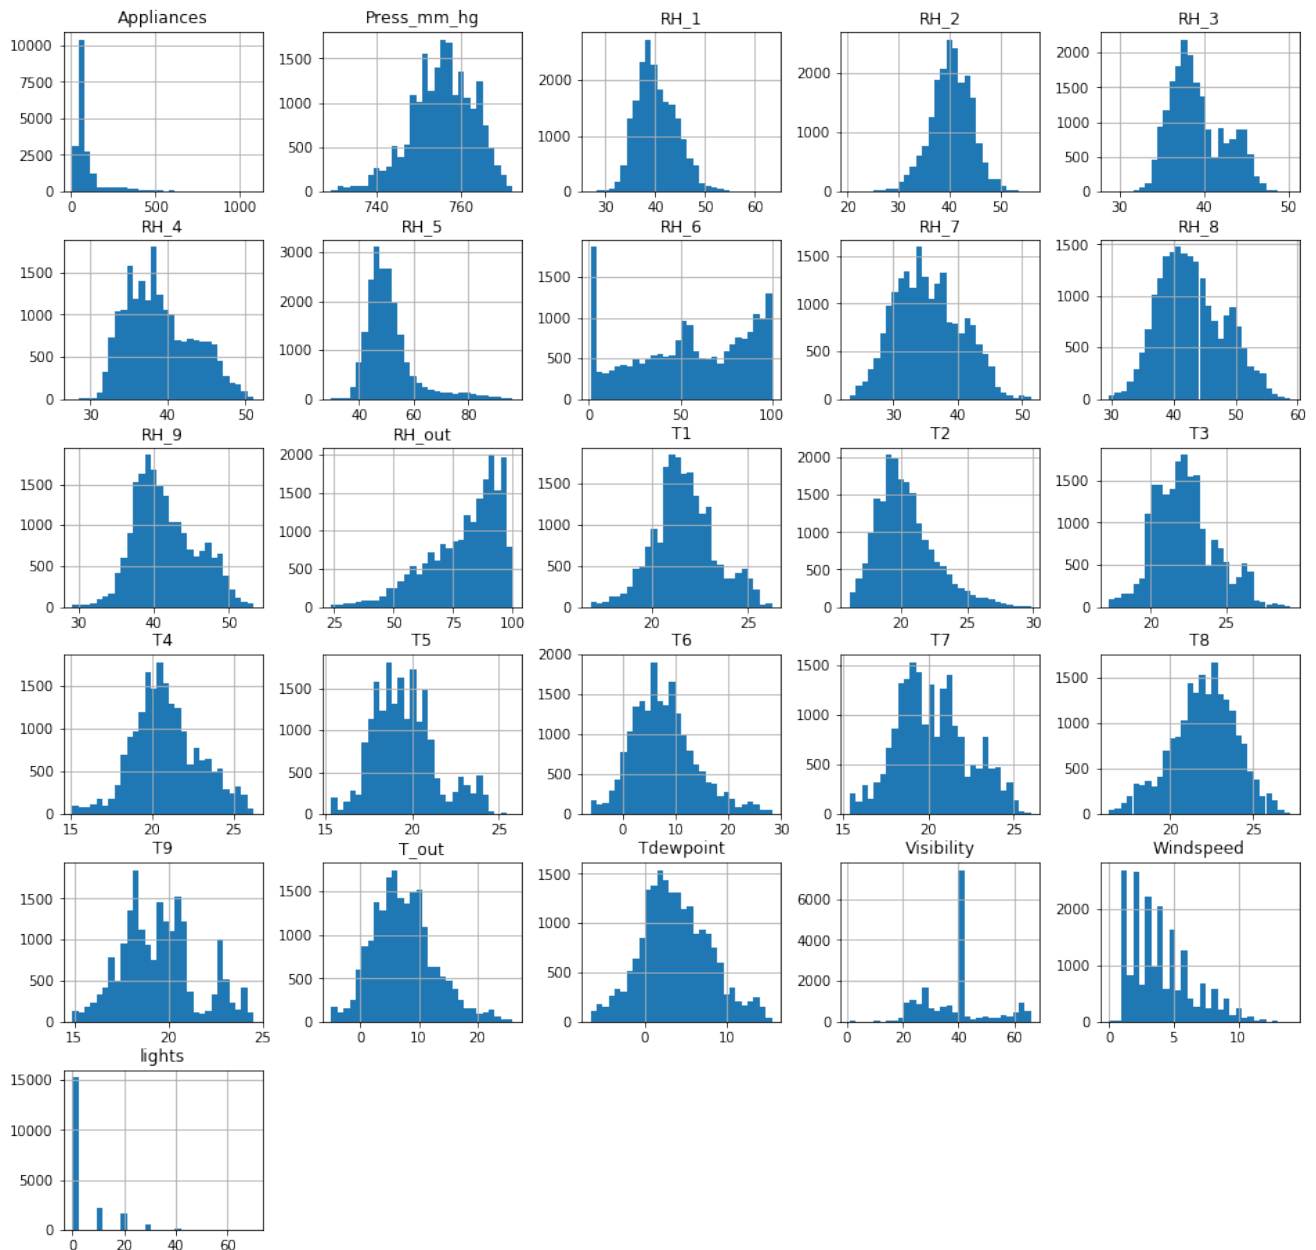 Appliances Press_mm_hg RH_1 RH_2 RH_3
10000 7500 5000 2500 0
0 500 1000
1500 1000 500 0
740 760
2000 1000 0
30 40 50 60
2000 1000 0
20 30 40 50
2000 1500 1000 500 0
30 40 50
RH_4 RH_5 RH_6 RH_7 RH_8
1500 1000 500 0
30 40 50
3000 2000 1000 0
40 60 80
1500 1000 500 0
0 50 100
1500 1000 500 0
30 40 50
1500 1000 500 0
30 40 50 60
RH_9 RH_out T1 T2 T3
1500 1000 500 0
30 40 50
2000 1500 1000 500 0
25 50 75 100
1500 1000 500 0
20 25
2000 1500 1000 500 0
20 25 30
1500 1000 500 0
20 25
T4 T5 T6 T7 T8
1500 1000 500 0
15 20 25
1500 1000 500 0
15 20 25
2000 1500 1000 500 0
0 10 20 30
1500 1000 500 0
15 20 25
1500 1000 500 0
20 25
T9 T_out Tdewpoint Visibility Windspeed
1500 1000 500 0
15 20 25
1500 1000 500 0
0 10 20
1500 1000 500 0
0 10
6000 4000 2000 0
0 20 40 60
2000 1000 0
0 5 10
lights
15000 10000 5000 0
0 20 40 60